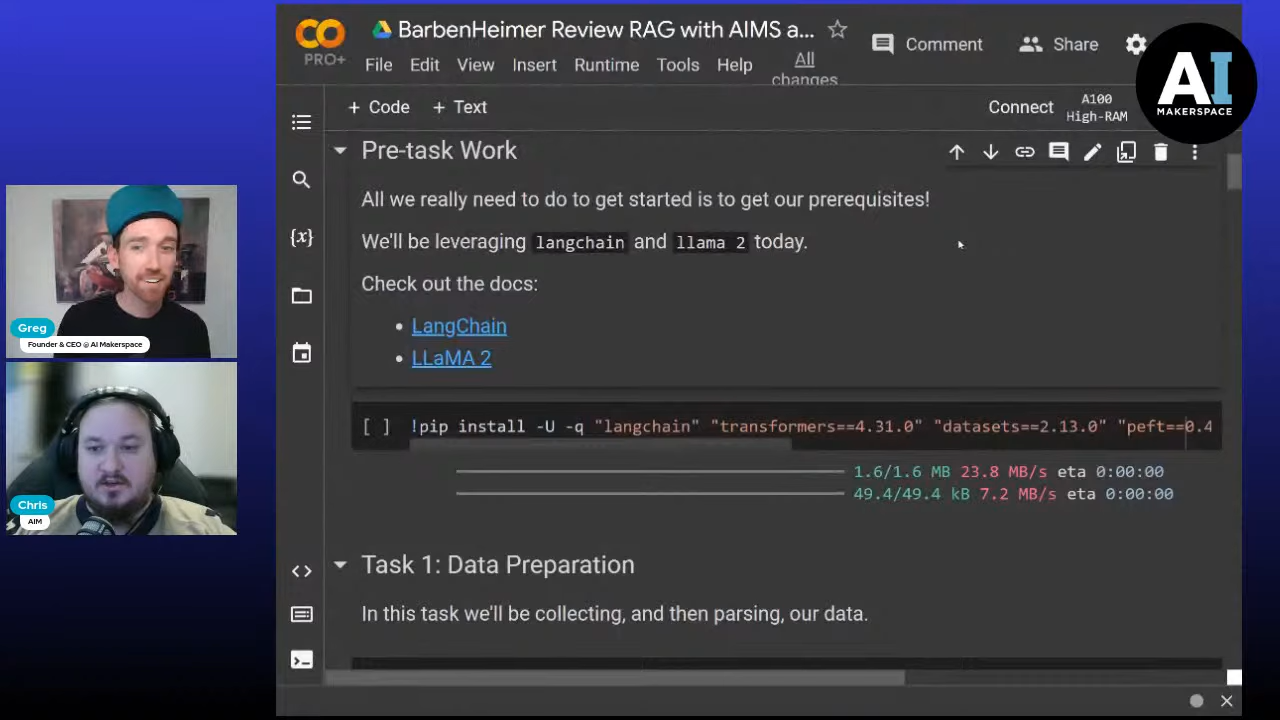 CO
PRO+
BarbenHeimer Review RAG with AIMS a...
File Edit View Insert Runtime Tools Help
All changes
Comment
Share
AI
MAKERSPACE
+ Code + Text
Connect
A100
High-RAM
{x}
Pre-task Work
All we really need to do to get started is to get our prerequisites!
We'll be leveraging langchain and llama 2 today.
Check out the docs:
• LangChain
• LLaMA 2
[ ] !pip install -U -q "langchain" "transformers==4.31.0" "datasets==2.13.0" "peft==0.4
1.6/1.6 MB 23.8 MB/s eta 0:00:00
49.4/49.4 kB 7.2 MB/s eta 0:00:00
Task 1: Data Preparation
In this task we'll be collecting, and then parsing, our data.
Greg
Founder & CEO @ AI Makerspace
Chris
AIM